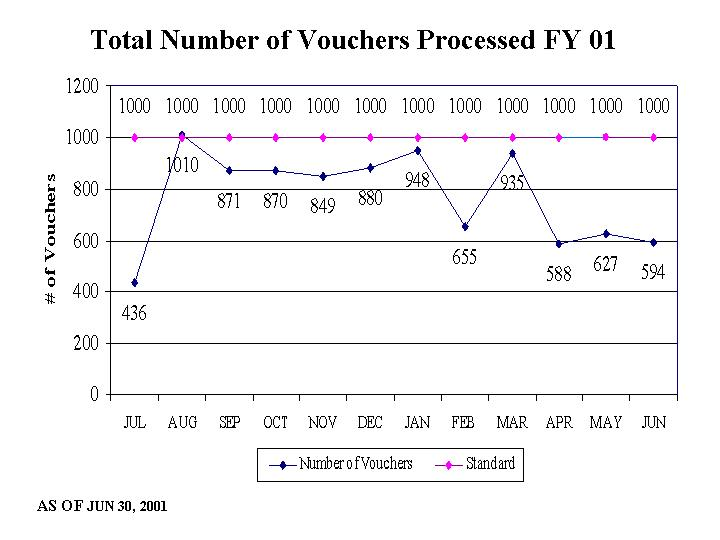 Total Number of Vouchers Processed FY 01
# of Vouchers
1200
1000
800
600
400
200
0
1000 1000 1000 1000 1000 1000 1000 1000 1000 1000 1000 1000
436 1010 871 870 849 880 948 655 935 588 627 594
JUL AUG SEP OCT NOV DEC JAN FEB MAR APR MAY JUN
Number of Vouchers Standard
AS OF JUN 30, 2001